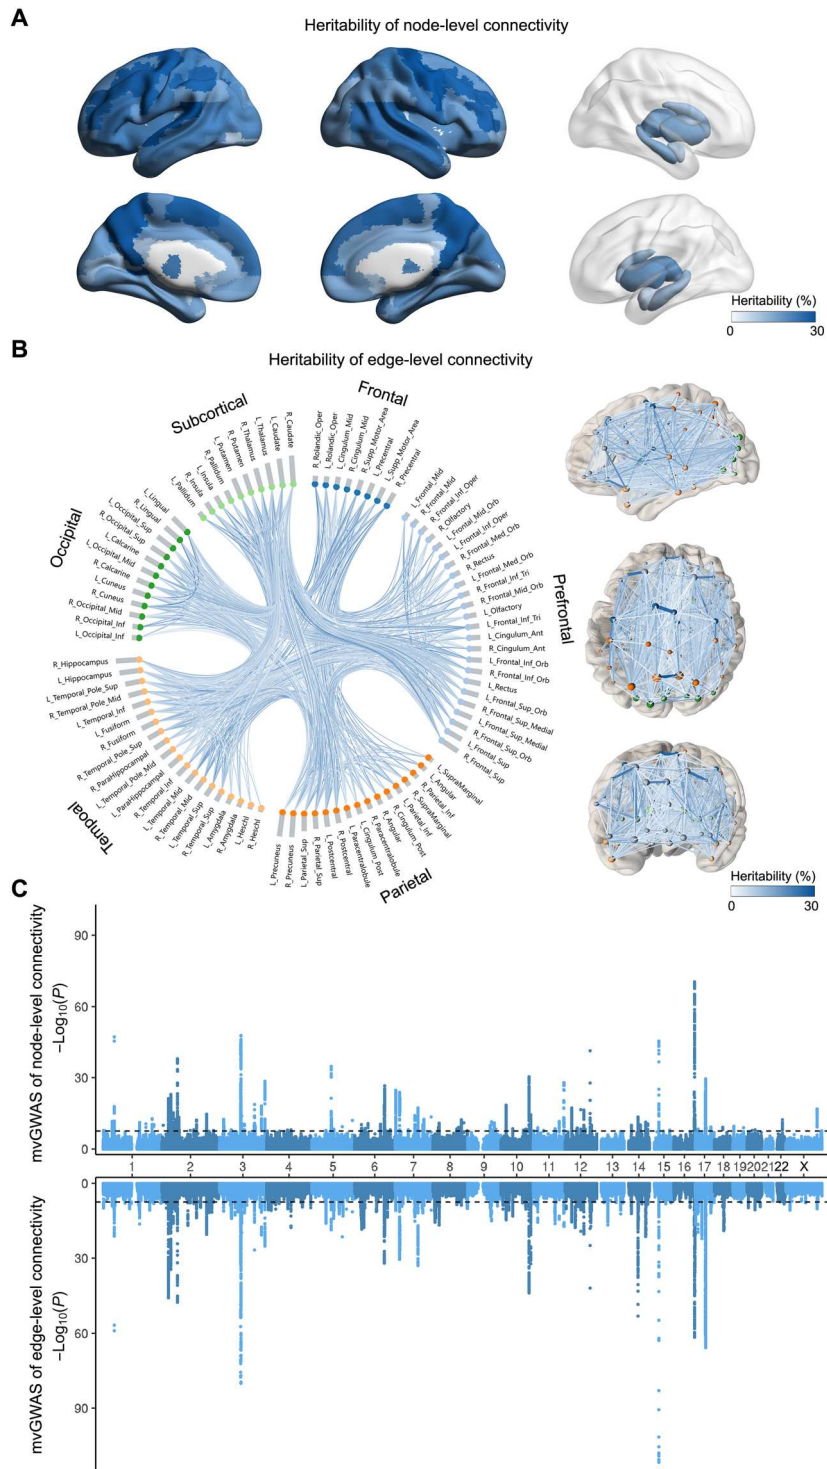 A
Heritability of node-level connectivity
Heritability (%)
0 30
B
Heritability of edge-level connectivity
Subcortical
L_Pallidum
R_Insula
L_Insula
R_Pallidum
L_Putamen
R_Putamen
R_Thalamus
L_Thalamus
L_Caudate
R_Caudate
Frontal
R_Rolandic_Oper
L_Rolandic_Oper
L_Cingulum_Mid
R_Cingulum_Mid
R_Supp_Motor_Area
L_Precentral
L_Supp_Motor_Area
R_Precentral
Prefrontal
L_Frontal_Mid
R_Frontal_Mid
R_Frontal_Inf_Oper
R_Olfactory
L_Frontal_Mid_Orb
L_Frontal_Inf_Oper
R_Frontal_Med_Orb
R_Rectus
L_Frontal_Med_Orb
R_Frontal_Inf_Tri
R_Frontal_Mid_Orb
L_Olfactory
L_Frontal_Inf_Tri
L_Cingulum_Ant
R_Cingulum_Ant
L_Frontal_Inf_Orb
R_Frontal_Inf_Orb
L_Rectus
L_Frontal_Sup_Orb
R_Frontal_Sup_Medial
L_Frontal_Sup_Medial
R_Frontal_Sup_Orb
L_Frontal_Sup
R_Frontal_Sup
Occipital
L_Lingual
R_Lingual
L_Occipital_Sup
R_Occipital_Sup
L_Calcarine
L_Occipital_Mid
R_Calcarine
L_Cuneus
R_Cuneus
R_Occipital_Mid
R_Occipital_Inf
L_Occipital_Inf
Temporal
R_Hippocampus
L_Hippocampus
L_Temporal_Pole_Sup
R_Temporal_Pole_Mid
L_Temporal_Inf
L_Fusiform
R_Fusiform
R_Temporal_Pole_Sup
R_ParaHippocampal
L_Temporal_Pole_Mid
L_ParaHippocampal
R_Temporal_Inf
L_Temporal_Mid
R_Temporal_Mid
L_Temporal_Sup
R_Temporal_Sup
L_Amygdala
R_Amygdala
L_Heschl
R_Heschl
Parietal
L_Precuneus
R_Precuneus
L_Parietal_Sup
R_Parietal_Sup
L_Postcentral
R_Postcentral
L_Paracentralobule
L_Cingulum_Post
R_Angular
R_Paracentralobule
R_Cingulum_Post
L_Parietal_Inf
R_SupraMarginal
R_Parietal_Inf
L_Angular
L_SupraMarginal
Heritability (%)
0 30
C
mvGWAS of node-level connectivity
−Log10(P)
90
60
30
0
1 2 3 4 5 6 7 8 9 10 11 12 13 14 15 16 17 18 19 20 21 22 X
mvGWAS of edge-level connectivity
−Log10(P)
0
30
60
90